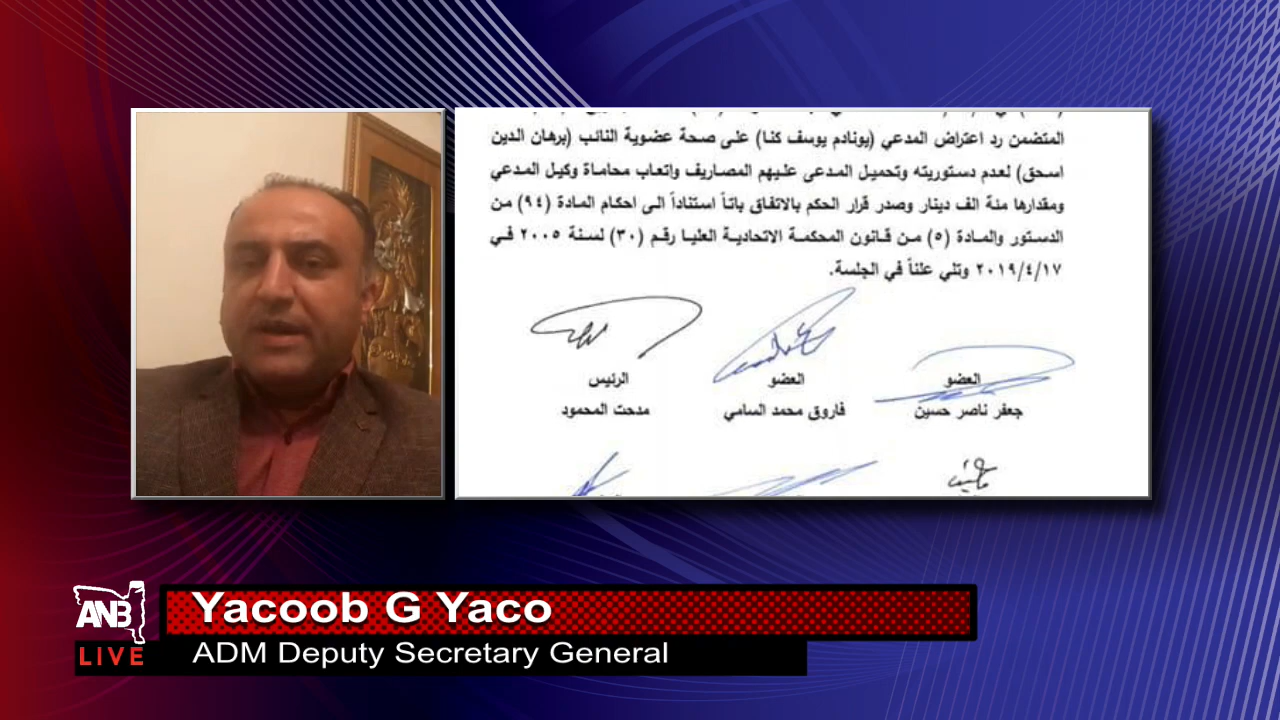 المتضمن رد اعتراض المدعي (يونادم يوسف كنا) على صحة عضوية النائب (برهان الدين
اسحق) لعدم دستوريته وتحميل المدعى عليهم المصاريف واتعاب محاماة وكيل المدعي
ومقدارها مئة الف دينار وصدر قرار الحكم بالاتفاق باتاً استناداً الى احكام المادة (٩٤) من
الدستور والمادة (٥) من قانون المحكمة الاتحادية العليا رقم (٣٠) لسنة ٢٠٠٥ في
٢٠١٩/٤/١٧ وتلي علناً في الجلسة.
العضو العضو الرئيس
جعفر ناصر حسين فاروق محمد السامي مدحت المحمود
ANB
LIVE
Yacoob G Yaco
ADM Deputy Secretary General